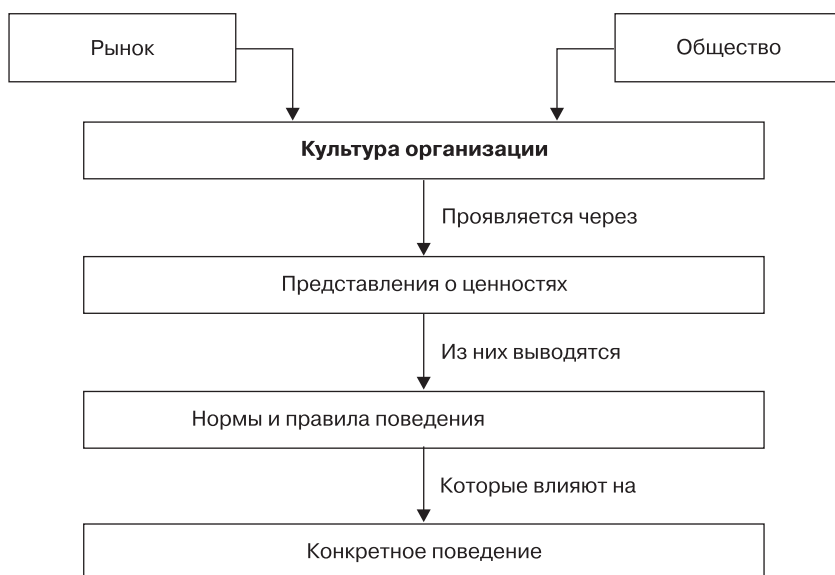 Рынок
Общество
Культура организации
Проявляется через
Представления о ценностях
Из них выводятся
Нормы и правила поведения
Которые влияют на
Конкретное поведение